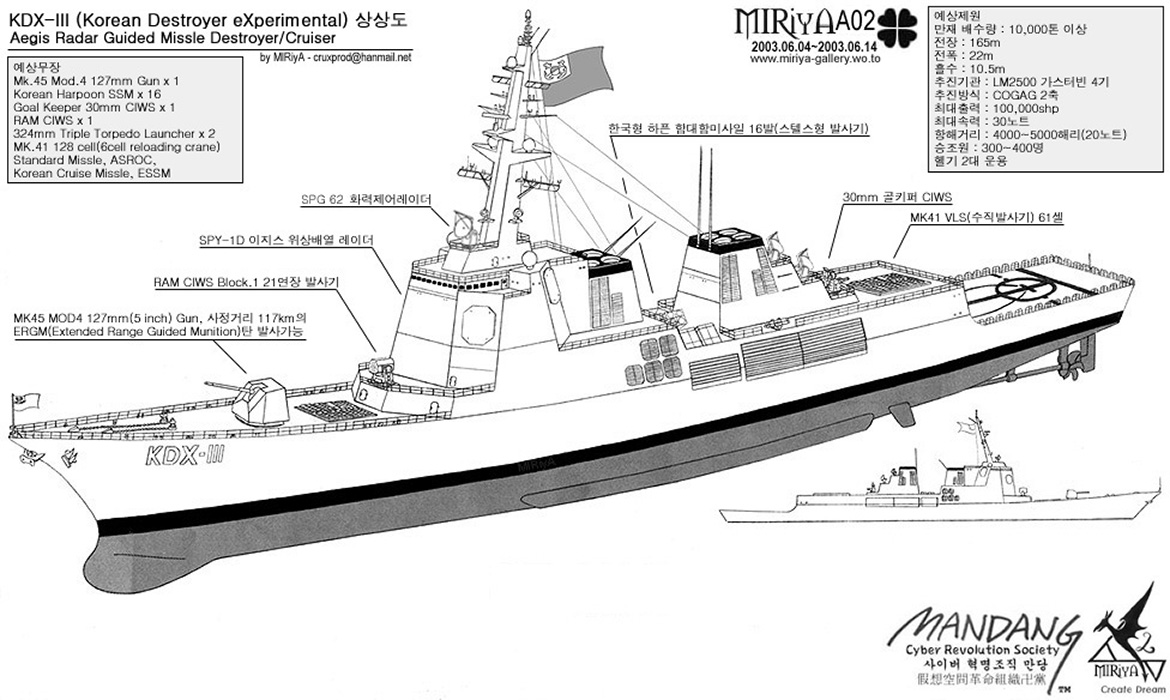 KDX-III (Korean Destroyer eXperimental) 상상도
Aegis Radar Guided Missle Destroyer/Cruiser
by MIRiyA - cruxprod@hanmail.net
예상무장
Mk.45 Mod.4 127mm Gun x 1
Korean Harpoon SSM x 16
Goal Keeper 30mm CIWS x 1
RAM CIWS x 1
324mm Triple Torpedo Launcher x 2
MK.41 128 cell(6cell reloading crane)
Standard Missle, ASROC,
Korean Cruise Missle, ESSM
MIRiyA A02
2003.06.04~2003.06.14
www.miriya-gallery.wo.to
예상제원
만재 배수량 : 10,000톤 이상
전장 : 165m
전폭 : 22m
흘수 : 10.5m
추진기관 : LM2500 가스터빈 4기
추진방식 : COGAG 2축
최대출력 : 100,000shp
최대속력 : 30노트
항해거리 : 4000~5000해리(20노트)
승조원 : 300~400명
헬기 2대 운용
한국형 하픈 함대함미사일 16발(스텔스형 발사기)
SPG 62 화력제어레이더
30mm 골키퍼 CIWS
MK41 VLS(수직발사기) 61셀
SPY-1D 이지스 위상배열 레이더
RAM CIWS Block.1 21연장 발사기
MK45 MOD4 127mm(5 inch) Gun, 사정거리 117km의
ERGM(Extended Range Guided Munition)탄 발사가능
KDX-III
MIRiyA
MANDANG
Cyber Revolution Society
사이버 혁명조직 만당
假想空間革命組織卍黨
TM
2
MIRiyA
Create Dream